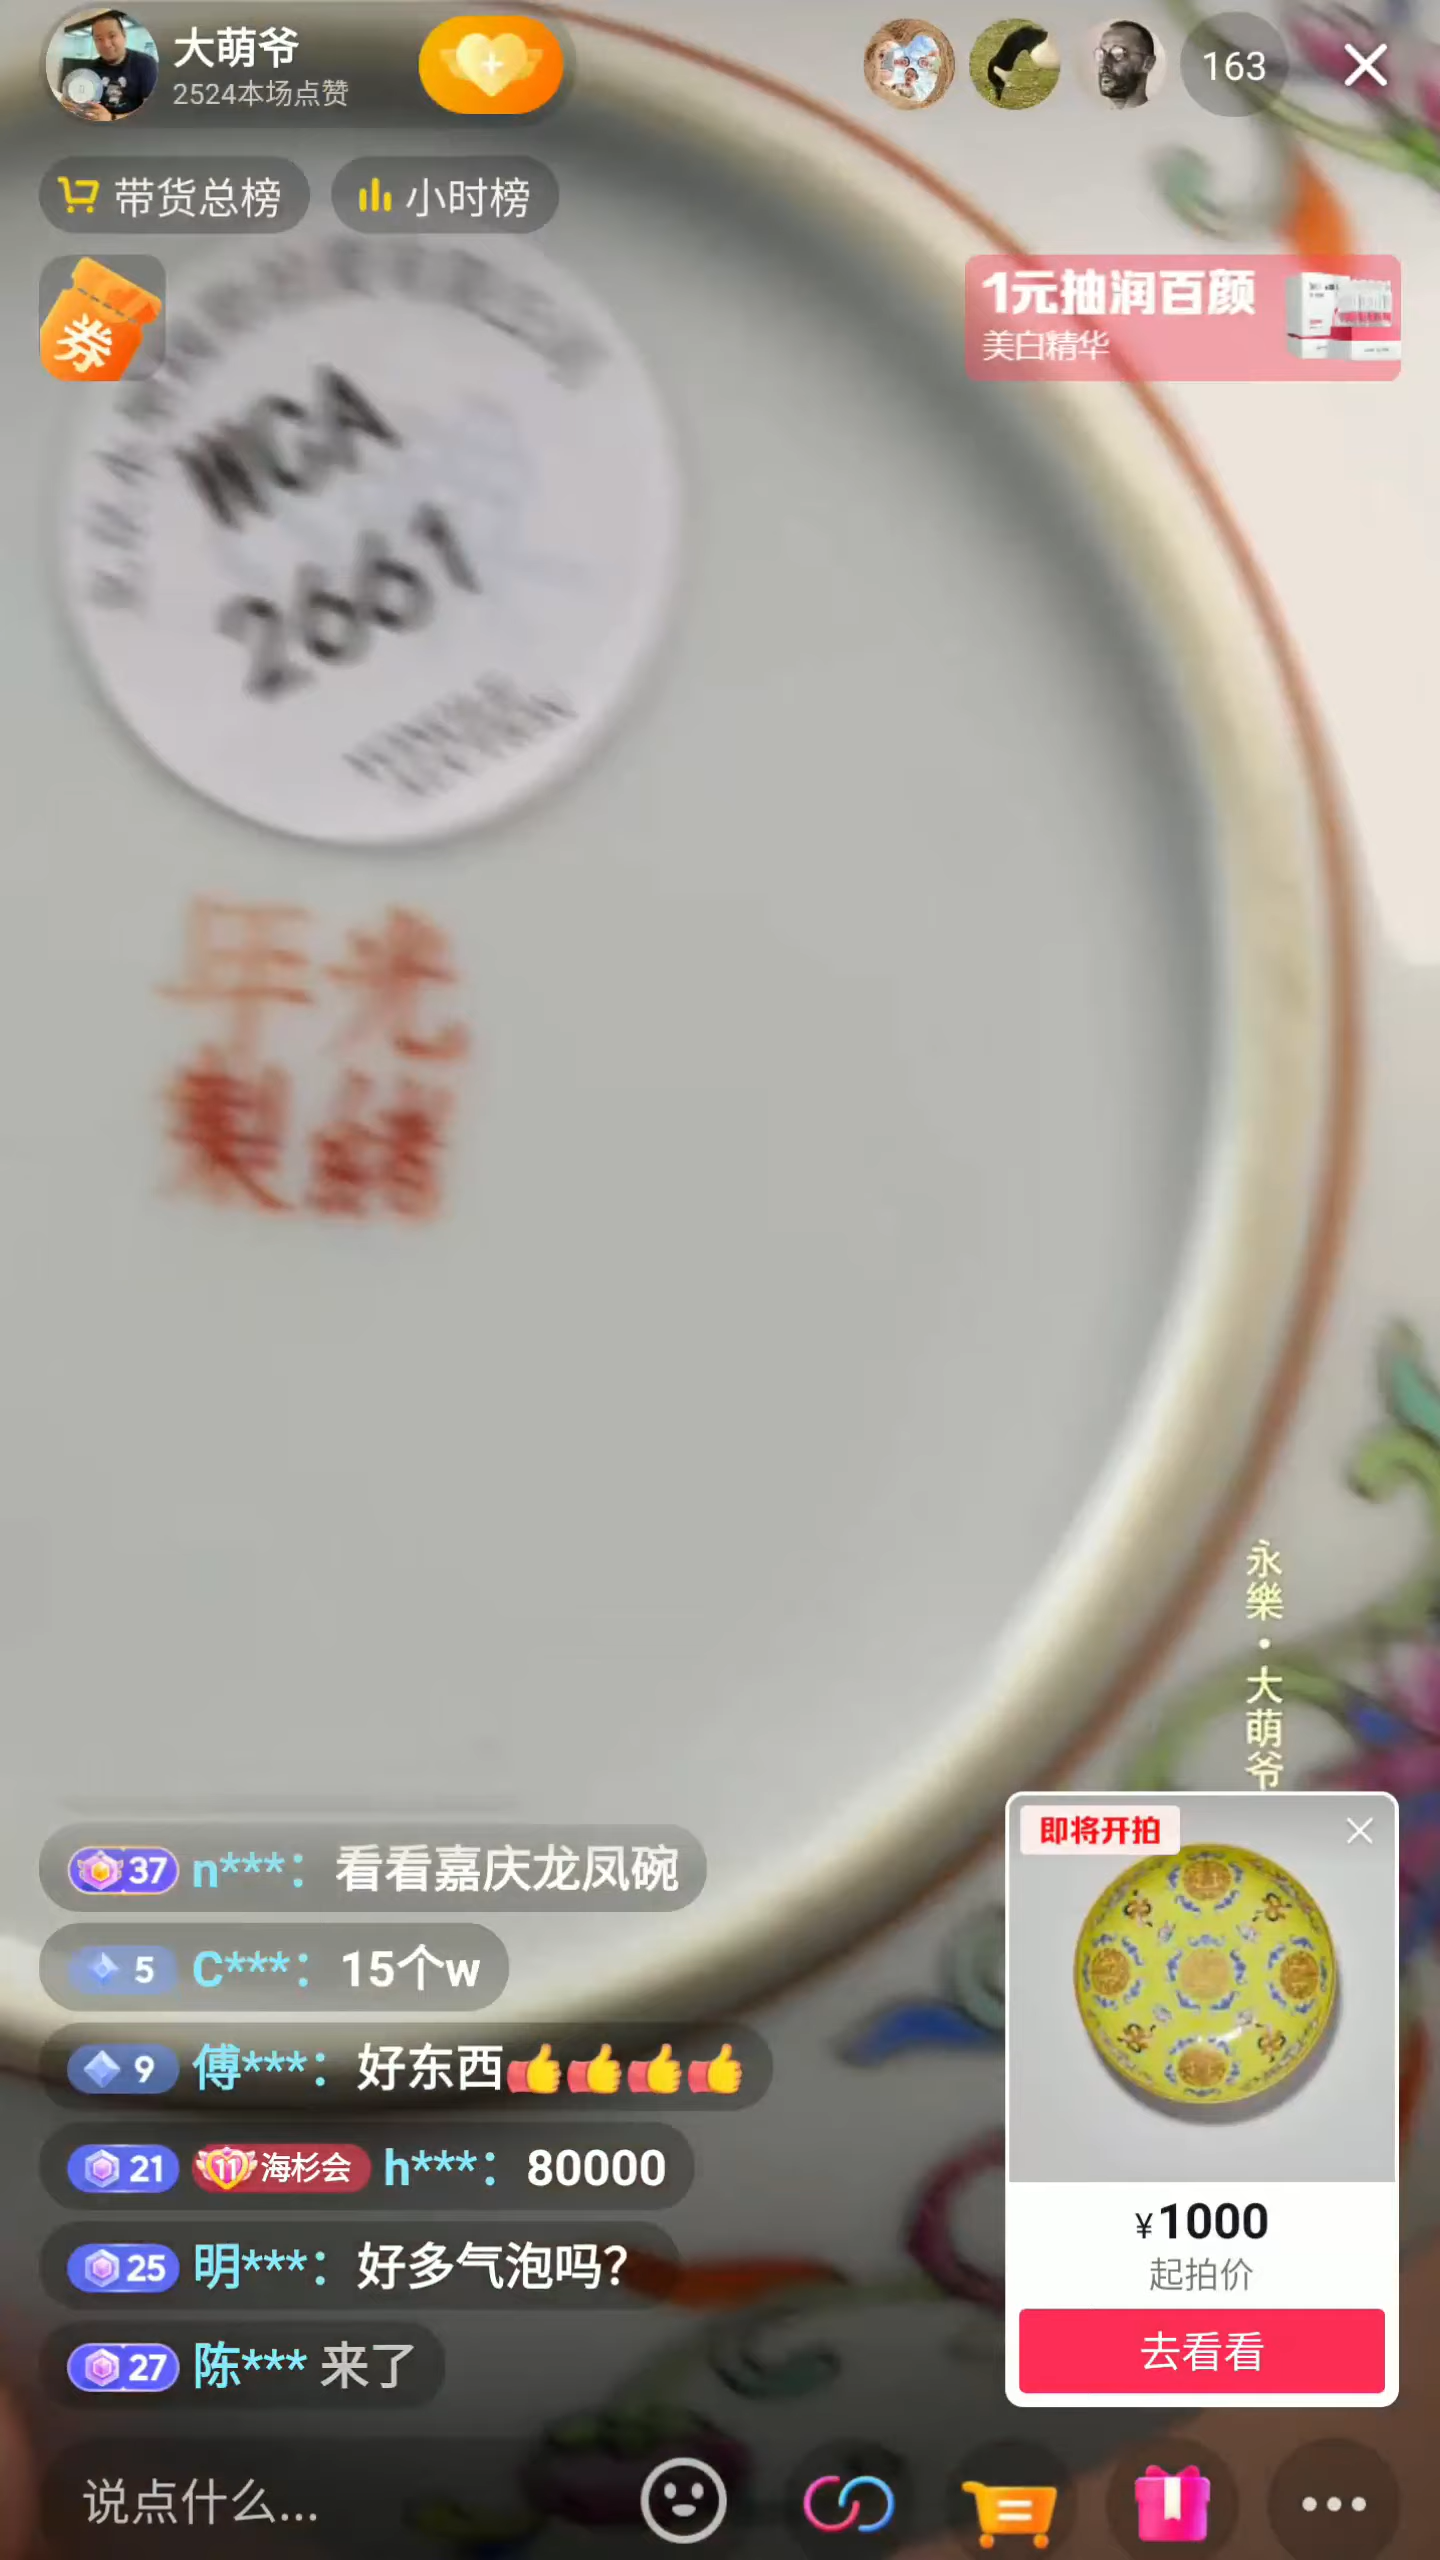 大萌爷
2524本场点赞
163
带货总榜
小时榜
券
1元抽润百颜
美白精华
WCA
2661
年光
製緒
永樂·大萌爷
37 n***：看看嘉庆龙凤碗
5 C***：15个w
9 傅***：好东西👍👍👍👍
21 11 海杉会 h***：80000
25 明***：好多气泡吗?
27 陈*** 来了
即将开拍
¥1000
起拍价
去看看
说点什么...